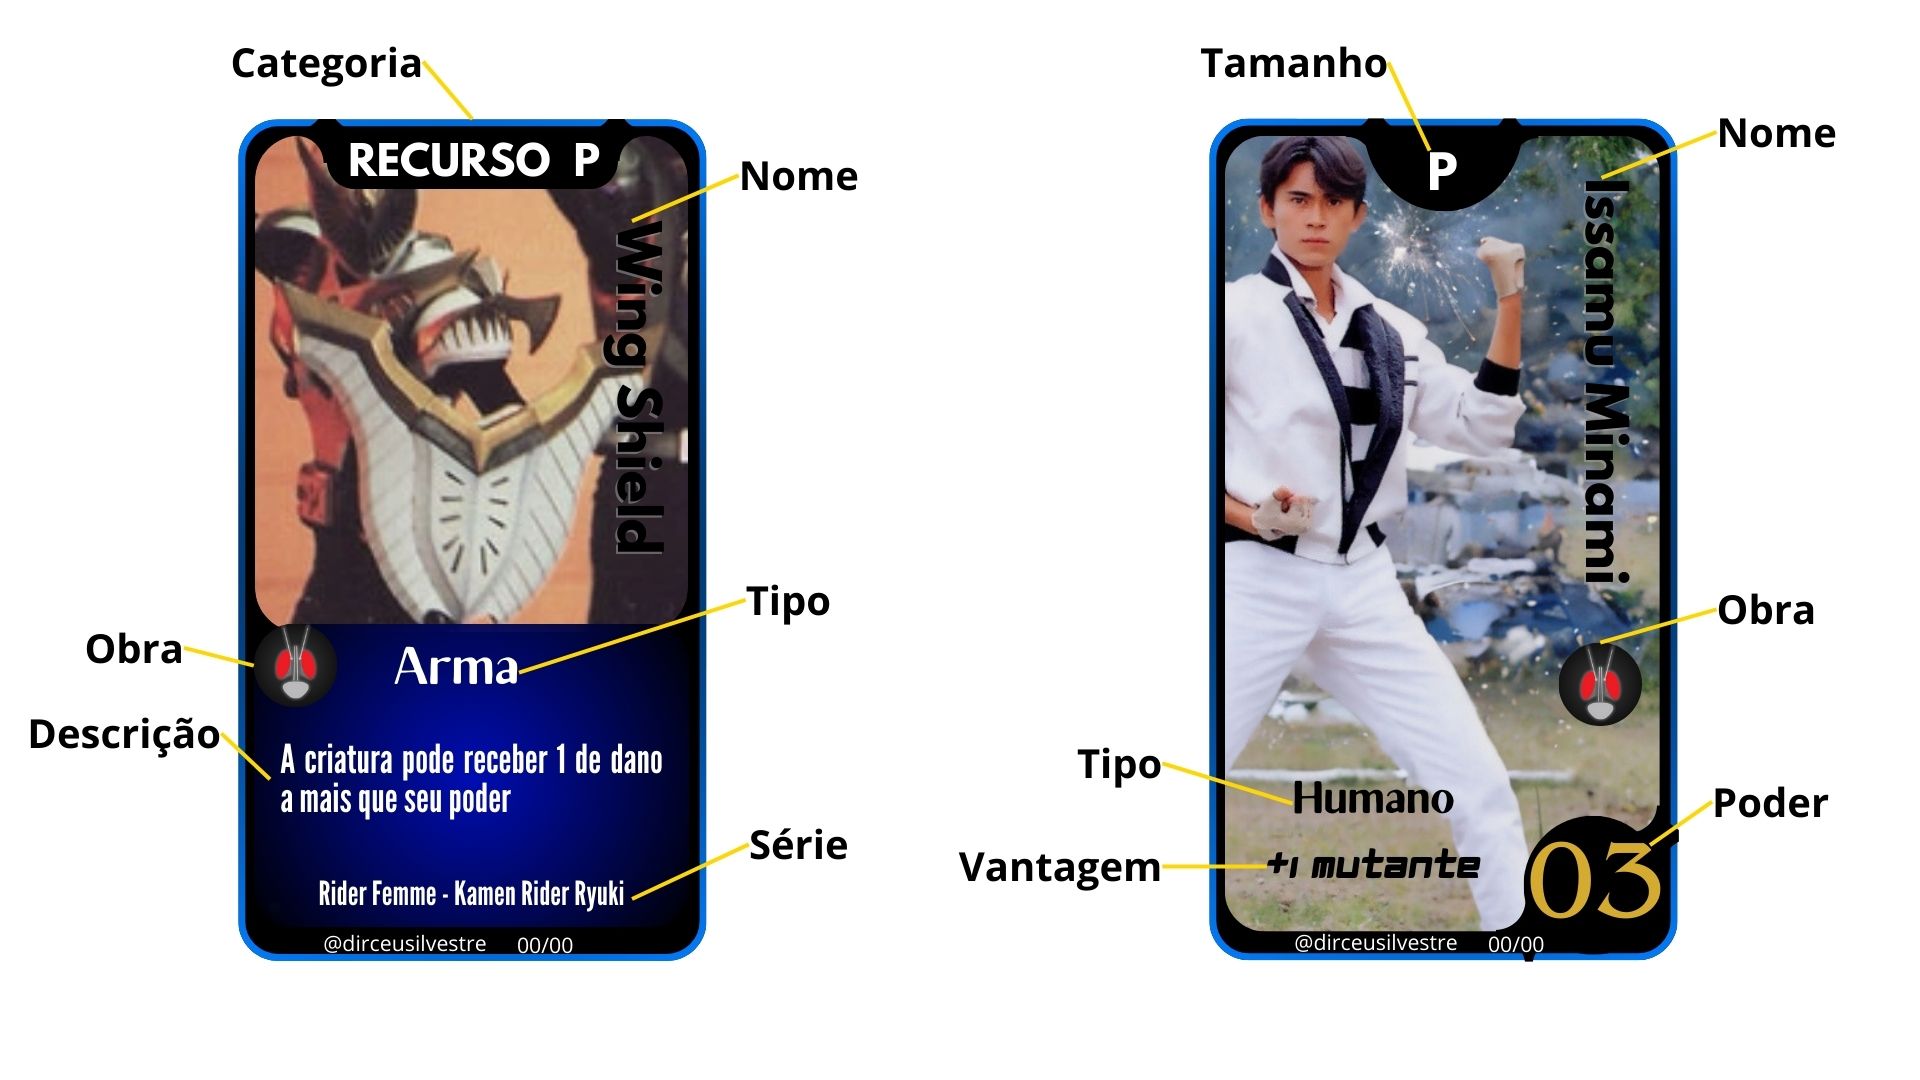 Categoria
RECURSO P
Nome
Wing Shield
Tipo
Obra
Arma
Descrição
A criatura pode receber 1 de dano
a mais que seu poder
Série
Rider Femme - Kamen Rider Ryuki
@dirceusilvestre 00/00
Tamanho
Nome
P
Issamu Minami
Obra
Tipo
Humano
Poder
Vantagem
+1 mutante
03
@dirceusilvestre 00/00